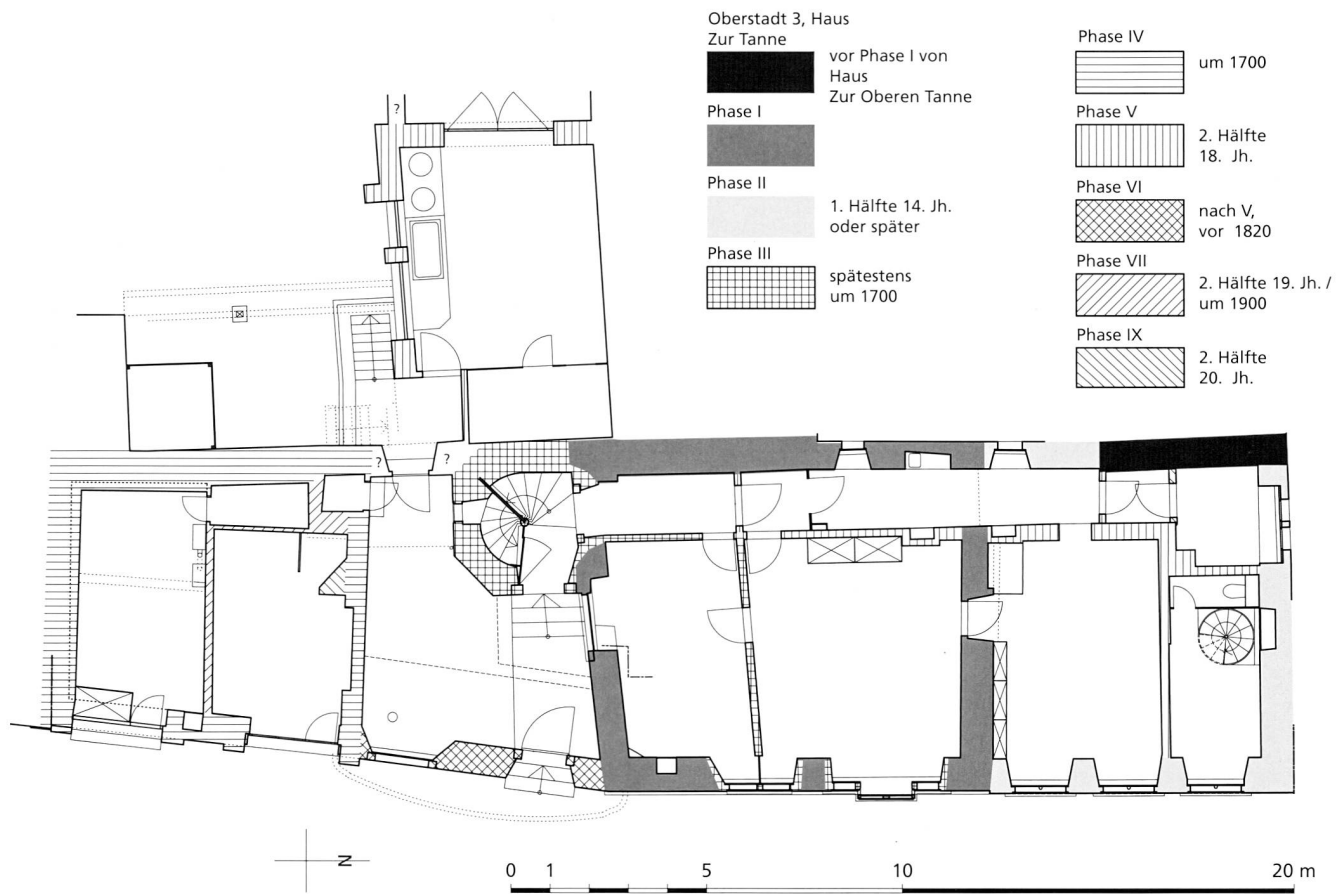 Oberstadt 3, Haus
Zur Tanne
vor Phase I von
Haus
Zur Oberen Tanne
Phase I
Phase II
1. Hälfte 14. Jh.
oder später
Phase III
spätestens
um 1700
Phase IV
um 1700
Phase V
2. Hälfte
18. Jh.
Phase VI
nach V,
vor 1820
Phase VII
2. Hälfte 19. Jh. /
um 1900
Phase IX
2. Hälfte
20. Jh.
?
?
?
N
0 1 5 10 20 m